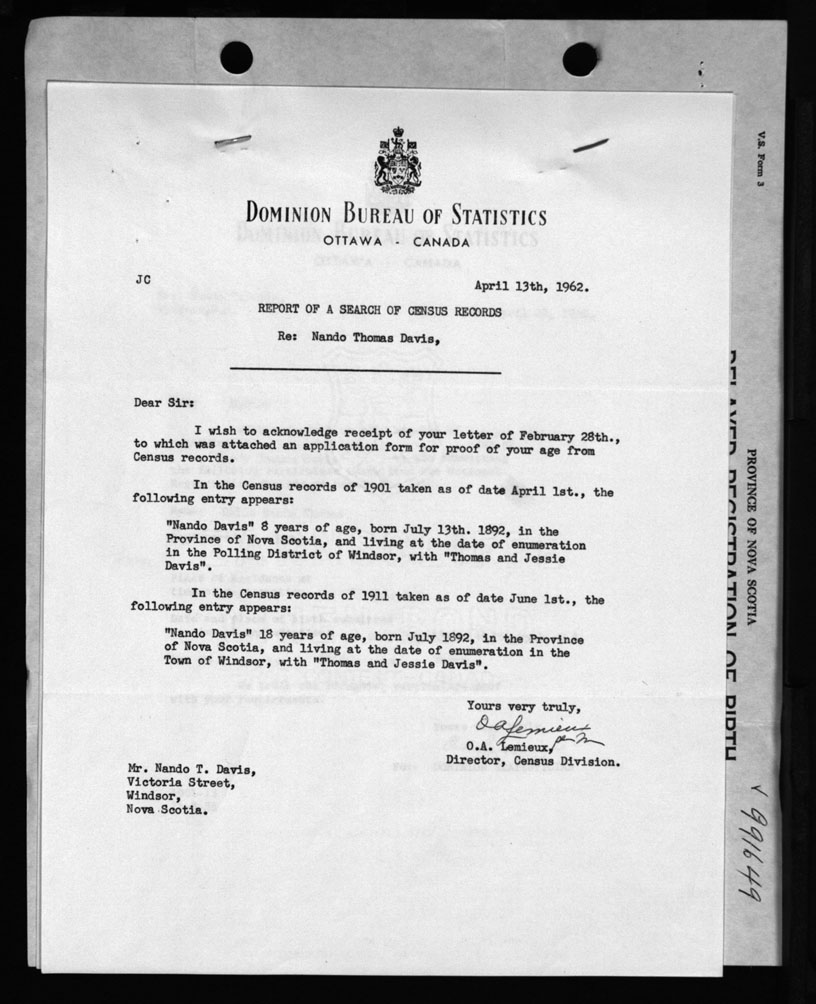 DOMINION BUREAU OF STATISTICS
OTTAWA - CANADA
JC
April 13th, 1962.
REPORT OF A SEARCH OF CENSUS RECORDS
Re: Nando Thomas Davis,
Dear Sir:
I wish to acknowledge receipt of your letter of February 28th.,
to which was attached an application form for proof of your age from
Census records.
In the Census records of 1901 taken as of date April 1st., the
following entry appears:
"Nando Davis" 8 years of age, born July 13th. 1892, in the
Province of Nova Scotia, and living at the date of enumeration
in the Polling District of Windsor, with "Thomas and Jessie
Davis".
In the Census records of 1911 taken as of date June 1st., the
following entry appears:
"Nando Davis" 18 years of age, born July 1892, in the Province
of Nova Scotia, and living at the date of enumeration in the
Town of Windsor, with "Thomas and Jessie Davis".
Yours very truly,
O A Lemieux
O.A. Lemieux,
Director, Census Division.
Mr. Nando T. Davis,
Victoria Street,
Windsor,
Nova Scotia.
V.S. Form 3
PROVINCE OF NOVA SCOTIA
DELAYED REGISTRATION OF BIRTH
991649